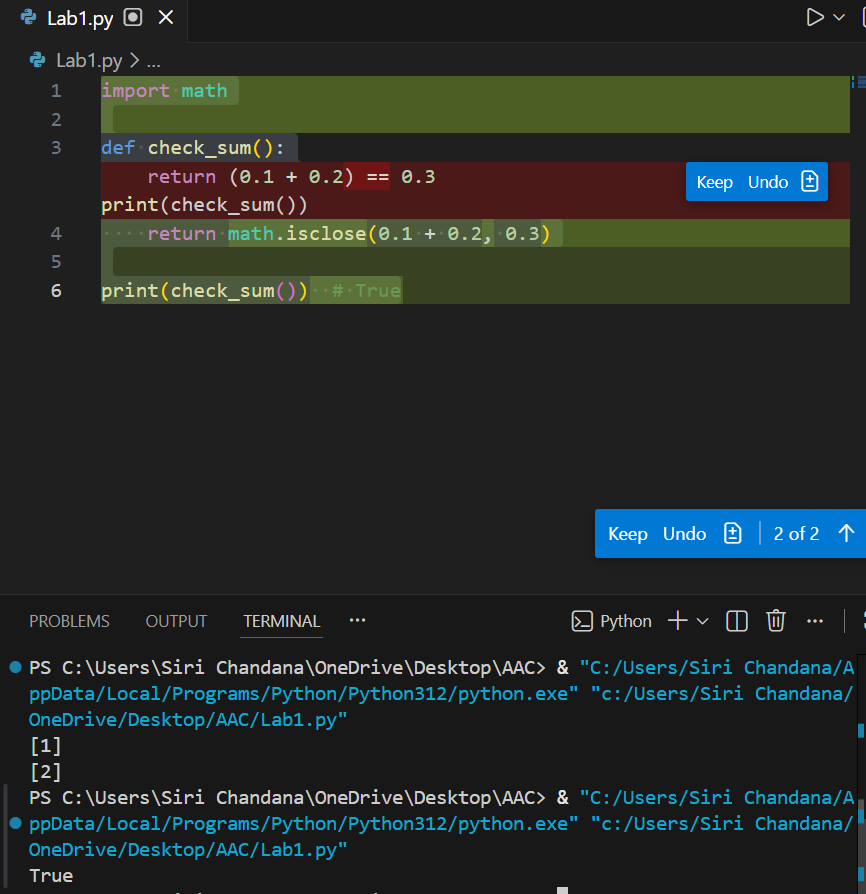 Lab1.py
Lab1.py > ...
1 import math
2
3 def check_sum():
return (0.1 + 0.2) == 0.3
Keep Undo
print(check_sum())
4 ····return math.isclose(0.1 + 0.2, 0.3)
5
6 print(check_sum())··#·True
Keep Undo 2 of 2
PROBLEMS OUTPUT TERMINAL ··· Python ···
PS C:\Users\Siri Chandana\OneDrive\Desktop\AAC> & "C:/Users/Siri Chandana/A
ppData/Local/Programs/Python/Python312/python.exe" "c:/Users/Siri Chandana/
OneDrive/Desktop/AAC/Lab1.py"
[1]
[2]
PS C:\Users\Siri Chandana\OneDrive\Desktop\AAC> & "C:/Users/Siri Chandana/A
ppData/Local/Programs/Python/Python312/python.exe" "c:/Users/Siri Chandana/
OneDrive/Desktop/AAC/Lab1.py"
True